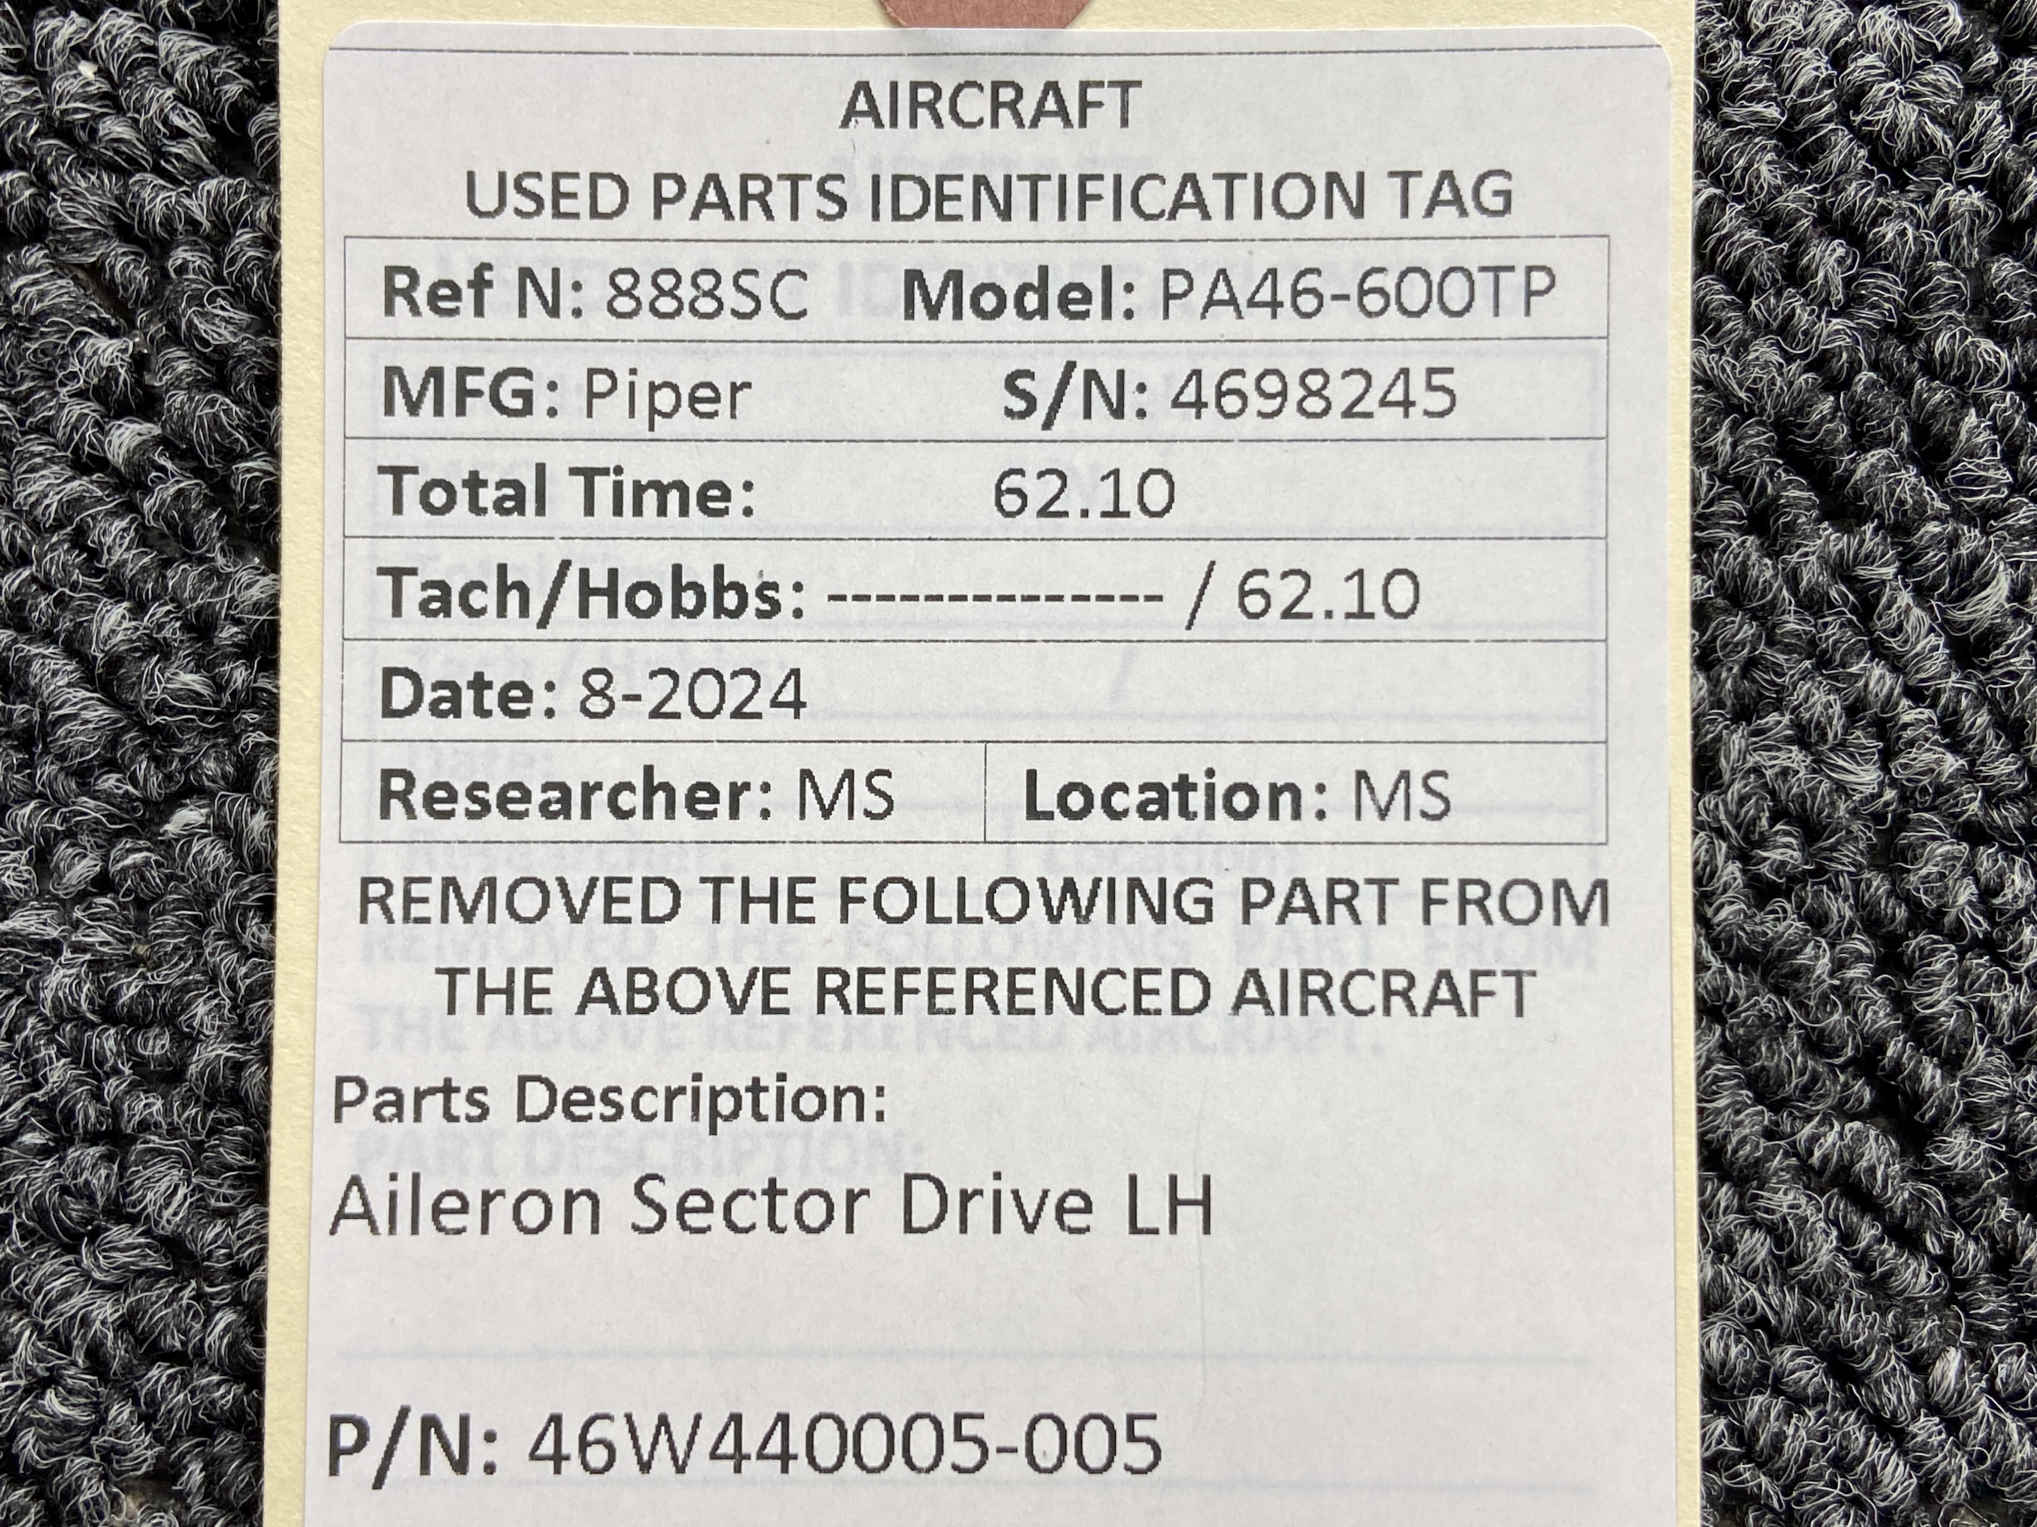 AIRCRAFT
USED PARTS IDENTIFICATION TAG
Ref N: 888SC Model: PA46-600TP
MFG: Piper S/N: 4698245
Total Time: 62.10
Tach/Hobbs: -------------- / 62.10
Date: 8-2024
Researcher: MS Location: MS
REMOVED THE FOLLOWING PART FROM
THE ABOVE REFERENCED AIRCRAFT
Parts Description:
Aileron Sector Drive LH
P/N: 46W440005-005